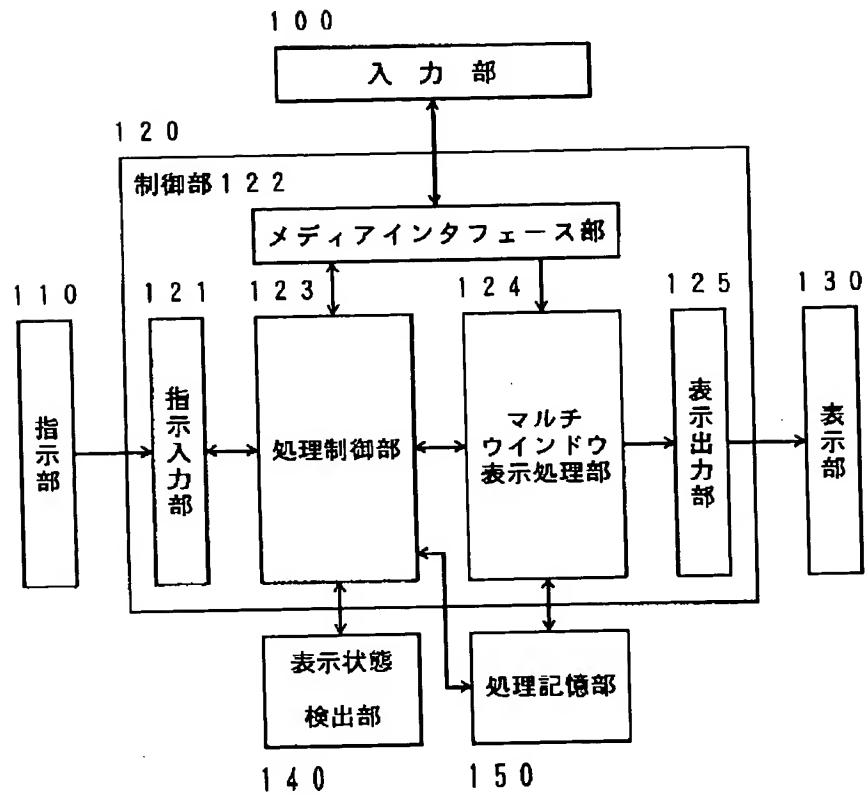 100
入力部
120
制御部122
メディアインタフェース部
110
121
123
124
125
130
指示部
指示入力部
処理制御部
マルチ
ウインドウ
表示処理部
表示出力部
表示部
表示状態
検出部
処理記憶部
140
150